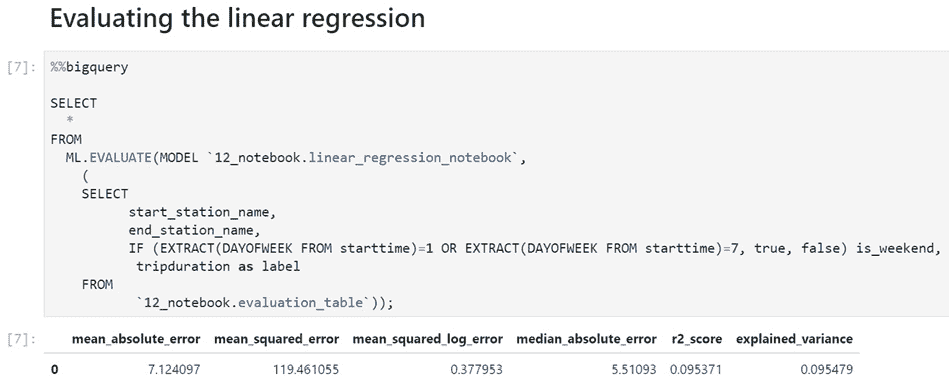 Evaluating the linear regression
[7]: %%bigquery
SELECT
*
FROM
ML.EVALUATE(MODEL `12_notebook.linear_regression_notebook`,
(
SELECT
start_station_name,
end_station_name,
IF (EXTRACT(DAYOFWEEK FROM starttime)=1 OR EXTRACT(DAYOFWEEK FROM starttime)=7, true, false) is_weekend,
tripduration as label
FROM
`12_notebook.evaluation_table`));
[7]: mean_absolute_error mean_squared_error mean_squared_log_error median_absolute_error r2_score explained_variance
0 7.124097 119.461055 0.377953 5.51093 0.095371 0.095479